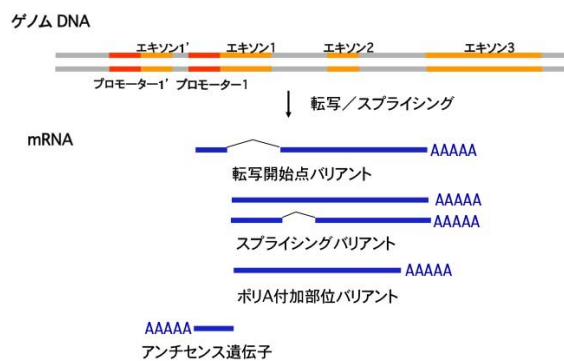 ゲノム DNA
エキソン1’ エキソン1 エキソン2 エキソン3
プロモーター1’ プロモーター1
転写／スプライシング
mRNA
AAAAA
転写開始点バリアント
AAAAA
AAAAA
スプライシングバリアント
AAAAA
ポリA付加部位バリアント
AAAAA
アンチセンス遺伝子